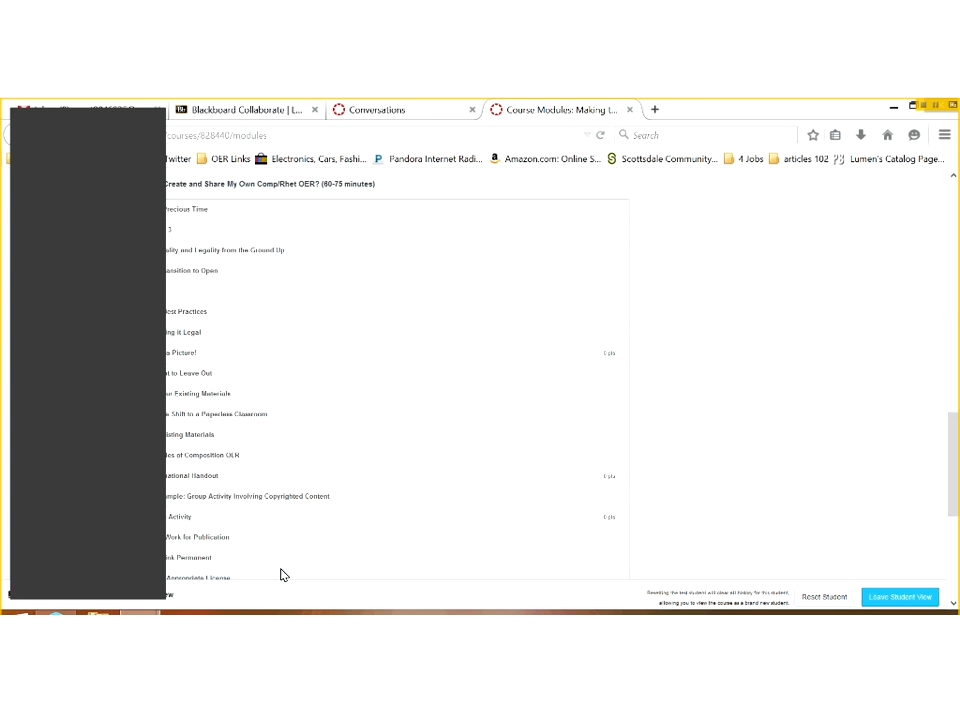 Blackboard Collaborate | L...
Conversations
Course Modules: Making t...
courses/828440/modules
Search
Twitter
OER Links
Electronics, Cars, Fashi...
Pandora Internet Radi...
Amazon.com: Online S...
Scottsdale Community...
4 Jobs
articles 102
Lumen's Catalog Page...
Create and Share My Own Comp/Rhet OER? (60-75 minutes)
Precious Time
3
ality and Legality from the Ground Up
ansition to Open
Best Practices
ing it Legal
a Picture!
0 pts
at to Leave Out
ur Existing Materials
a Shift to a Paperless Classroom
isting Materials
les of Composition OER
national Handout
0 pts
ample: Group Activity Involving Copyrighted Content
Activity
0 pts
Work for Publication
ink Permanent
Appropriate License
ew
Resetting the test student will clear all history for this student,
allowing you to view the course as a brand new student.
Reset Student
Leave Student View